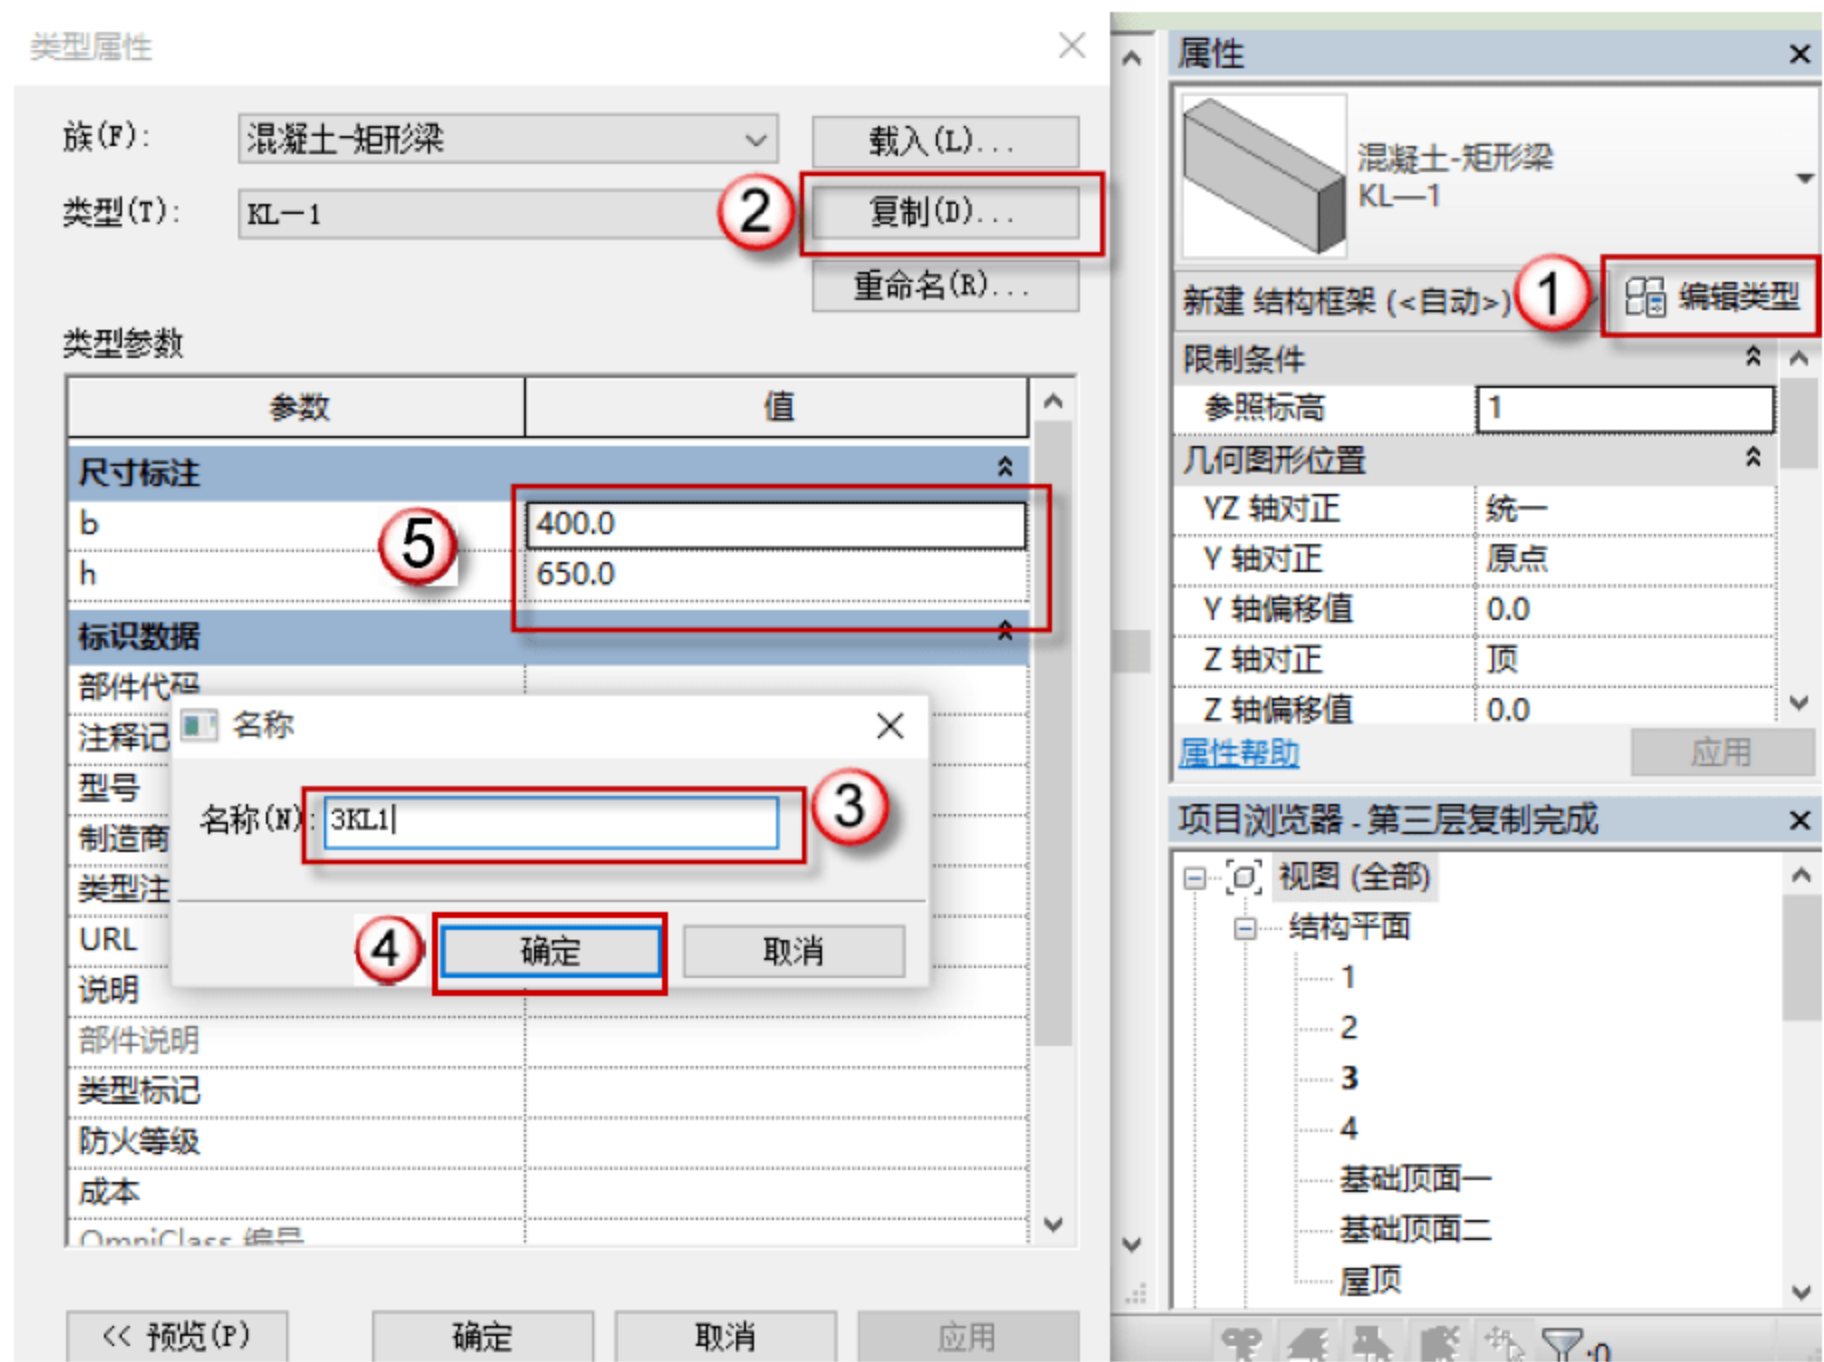 类型属性
族(F):
混凝土-矩形梁
载入(L)...
类型(T):
KL—1
2
复制(D)...
重命名(R)...
类型参数
参数
值
尺寸标注
b
400.0
5
h
650.0
标识数据
部件代码
注释记
型号
制造商
类型注
URL
说明
部件说明
类型标记
防火等级
成本
OmniClass 编号
名称
名称(N):
3KL1
3
4
确定
取消
<< 预览(P)
确定
取消
应用
属性
混凝土-矩形梁
KL—1
新建 结构框架 (<自动>)
1
编辑类型
限制条件
参照标高
1
几何图形位置
YZ 轴对正
统一
Y 轴对正
原点
Y 轴偏移值
0.0
Z 轴对正
顶
Z 轴偏移值
0.0
属性帮助
应用
项目浏览器 - 第三层复制完成
视图 (全部)
结构平面
1
2
3
4
基础顶面一
基础顶面二
屋顶
:0